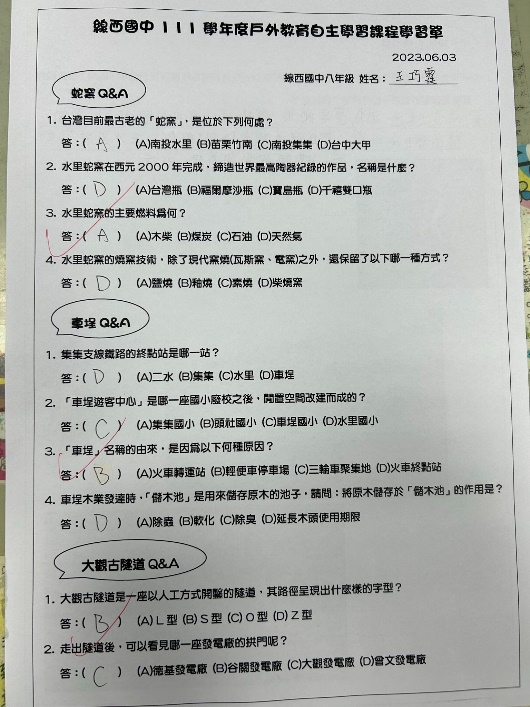 線西國中 111 學年度戶外教育自主學習課程學習單
2023.06.03
線西國中八年級 姓名：王巧霆
蛇窯 Q&A
1. 台灣目前最古老的「蛇窯」，是位於下列何處？
答：( A ) (A)南投水里 (B)苗栗竹南 (C)南投集集 (D)台中大甲
2. 水里蛇窯在西元 2000 年完成，締造世界最高陶器紀錄的作品，名稱是什麼？
答：( D ) (A)台灣瓶 (B)福爾摩沙瓶 (C)寶島瓶 (D)千禧雙口瓶
3. 水里蛇窯的主要燃料為何？
答：( A ) (A)木柴 (B)煤炭 (C)石油 (D)天然氣
4. 水里蛇窯的燒窯技術，除了現代窯燒(瓦斯窯、電窯)之外，還保留了以下哪一種方式？
答：( D ) (A)鹽燒 (B)釉燒 (C)素燒 (D)柴燒窯
車埕 Q&A
1. 集集支線鐵路的終點站是哪一站？
答：( D ) (A)二水 (B)集集 (C)水里 (D)車埕
2. 「車埕遊客中心」是哪一座國小廢校之後，閒置空間改建而成的？
答：( C ) (A)集集國小 (B)頭社國小 (C)車埕國小 (D)水里國小
3. 「車埕」名稱的由來，是因為以下何種原因？
答：( B ) (A)火車轉運站 (B)輕便車停車場 (C)三輪車聚集地 (D)火車終點站
4. 車埕木業發達時，「儲木池」是用來儲存原木的池子，請問：將原木儲存於「儲木池」的作用是？
答：( D ) (A)除蟲 (B)軟化 (C)除臭 (D)延長木頭使用期限
大觀古隧道 Q&A
1. 大觀古隧道是一座以人工方式開鑿的隧道，其路徑呈現出什麼樣的字型？
答：( B ) (A)L 型 (B)S 型 (C)O 型 (D)Z 型
2. 走出隧道後，可以看見哪一座發電廠的拱門呢？
答：( C ) (A)德基發電廠 (B)谷關發電廠 (C)大觀發電廠 (D)曾文發電廠